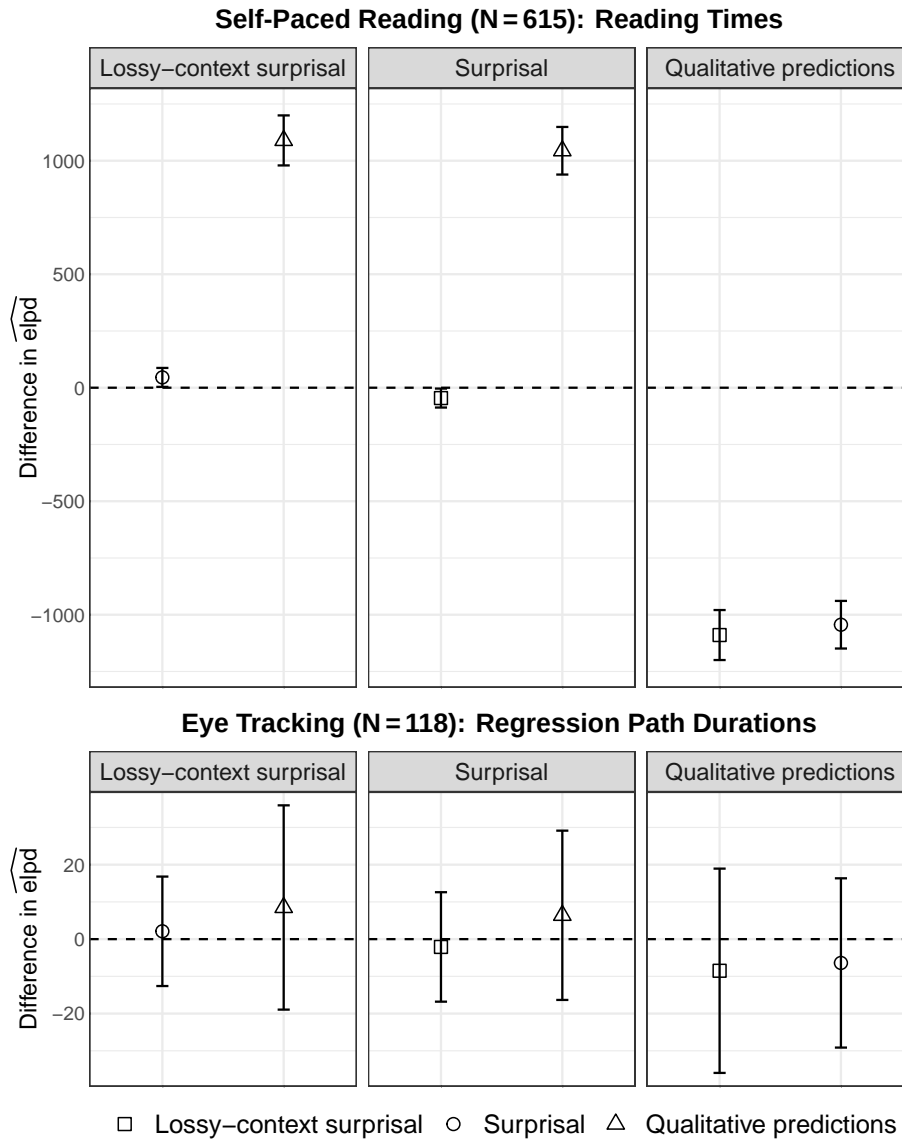 Self-Paced Reading (N = 615): Reading Times
Lossy−context surprisal
Surprisal
Qualitative predictions
1000
500
0
−500
−1000
Difference in elpd
Eye Tracking (N = 118): Regression Path Durations
Lossy−context surprisal
Surprisal
Qualitative predictions
20
0
−20
Difference in elpd
Lossy−context surprisal Surprisal Qualitative predictions